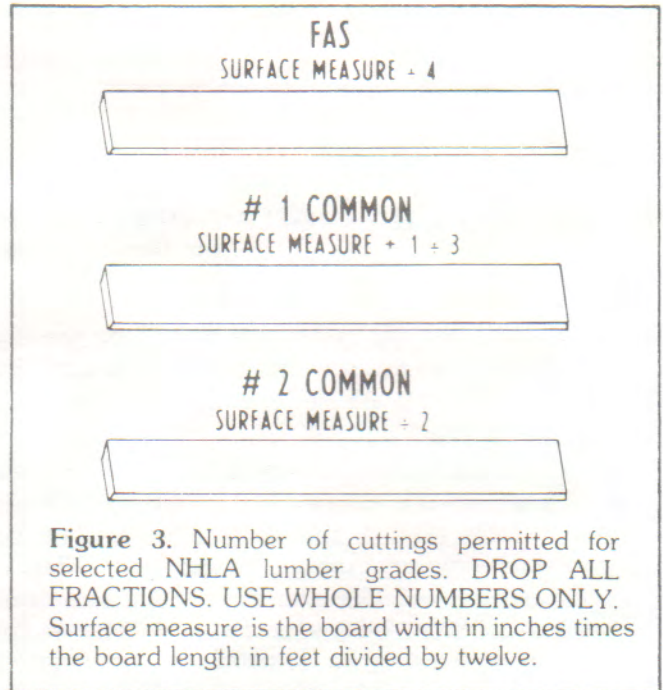 FAS
SURFACE MEASURE ÷ 4
# 1 COMMON
SURFACE MEASURE + 1 ÷ 3
# 2 COMMON
SURFACE MEASURE ÷ 2
Figure 3. Number of cuttings permitted for
selected NHLA lumber grades. DROP ALL
FRACTIONS. USE WHOLE NUMBERS ONLY.
Surface measure is the board width in inches times
the board length in feet divided by twelve.